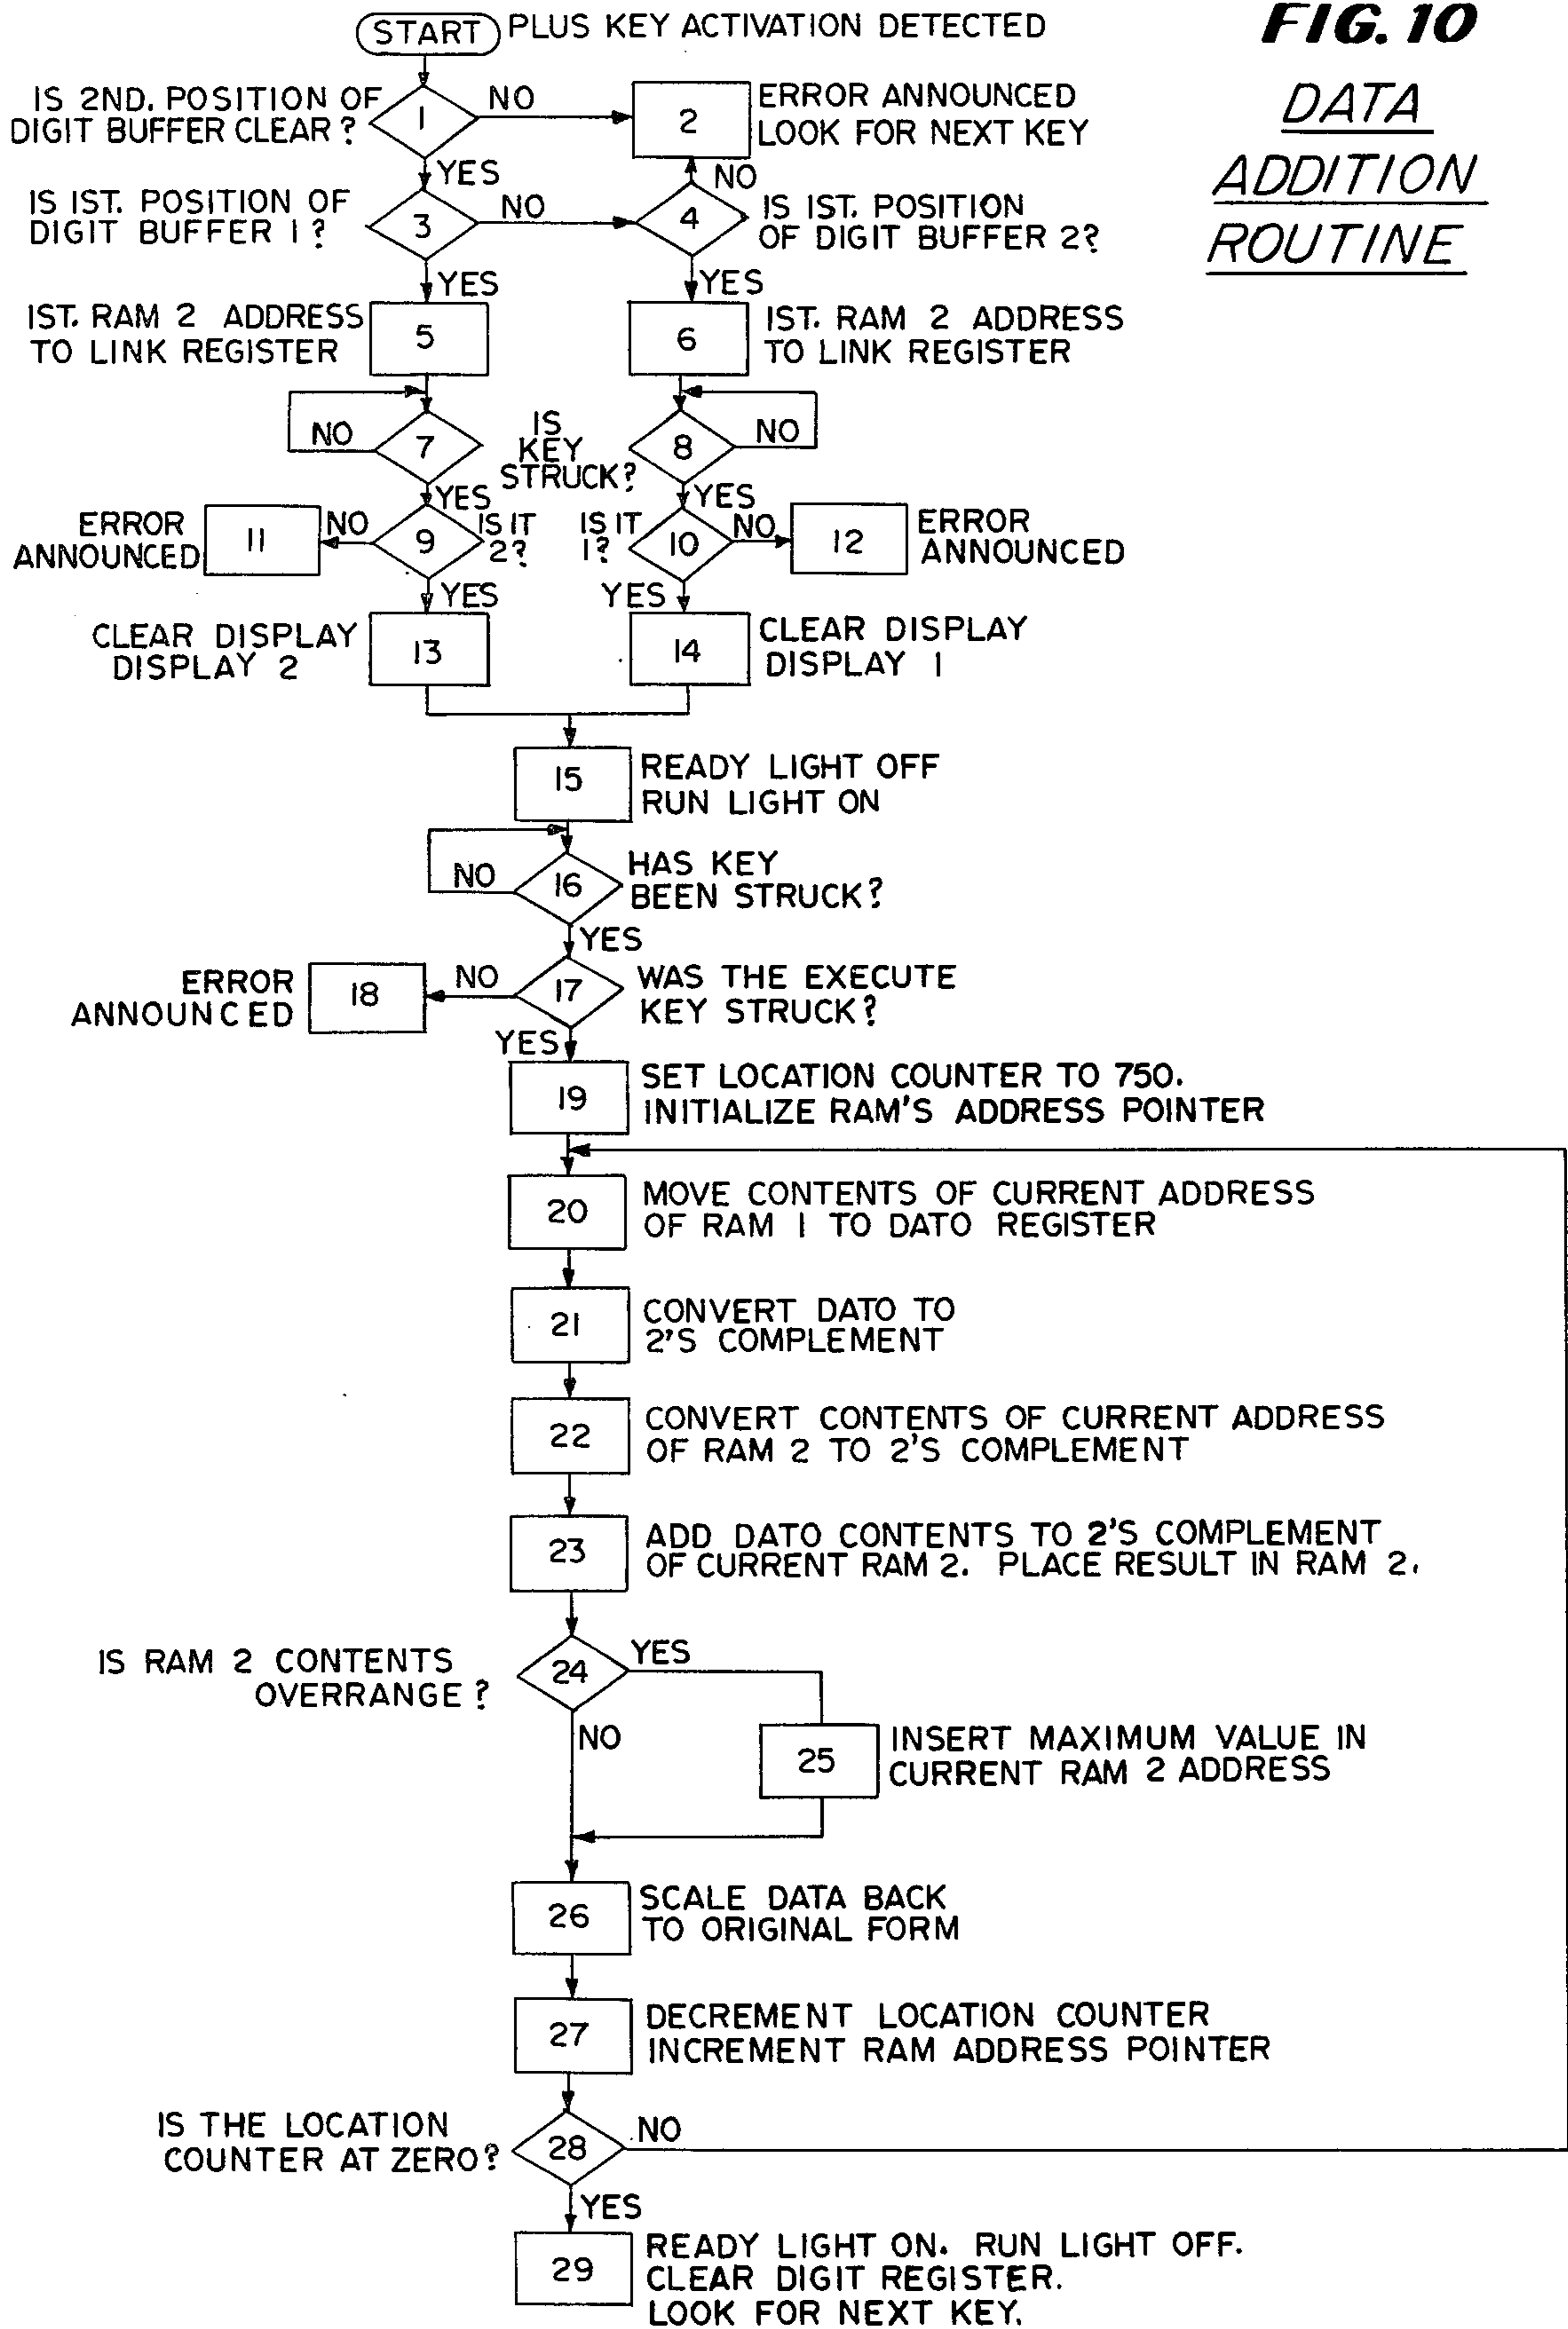 FIG. 10
DATA
ADDITION
ROUTINE
START
PLUS KEY ACTIVATION DETECTED
IS 2ND. POSITION OF
DIGIT BUFFER CLEAR?
1
NO
2
ERROR ANNOUNCED
LOOK FOR NEXT KEY
YES
NO
IS IST. POSITION OF
DIGIT BUFFER 1?
3
NO
4
IS IST. POSITION
OF DIGIT BUFFER 2?
YES
YES
IST. RAM 2 ADDRESS
TO LINK REGISTER
5
6
IST. RAM 2 ADDRESS
TO LINK REGISTER
NO
7
IS
KEY
STRUCK?
8
NO
YES
YES
ERROR
ANNOUNCED
11
NO
9
IS IT
2?
IS IT
1?
10
NO
12
ERROR
ANNOUNCED
YES
YES
CLEAR DISPLAY
DISPLAY 2
13
14
CLEAR DISPLAY
DISPLAY 1
15
READY LIGHT OFF
RUN LIGHT ON
NO
16
HAS KEY
BEEN STRUCK?
YES
ERROR
ANNOUNCED
18
NO
17
WAS THE EXECUTE
KEY STRUCK?
YES
19
SET LOCATION COUNTER TO 750.
INITIALIZE RAM'S ADDRESS POINTER
20
MOVE CONTENTS OF CURRENT ADDRESS
OF RAM 1 TO DATO REGISTER
21
CONVERT DATO TO
2'S COMPLEMENT
22
CONVERT CONTENTS OF CURRENT ADDRESS
OF RAM 2 TO 2'S COMPLEMENT
23
ADD DATO CONTENTS TO 2'S COMPLEMENT
OF CURRENT RAM 2. PLACE RESULT IN RAM 2.
IS RAM 2 CONTENTS
OVERRANGE?
24
YES
NO
25
INSERT MAXIMUM VALUE IN
CURRENT RAM 2 ADDRESS
26
SCALE DATA BACK
TO ORIGINAL FORM
27
DECREMENT LOCATION COUNTER
INCREMENT RAM ADDRESS POINTER
IS THE LOCATION
COUNTER AT ZERO?
28
NO
YES
29
READY LIGHT ON. RUN LIGHT OFF.
CLEAR DIGIT REGISTER.
LOOK FOR NEXT KEY.